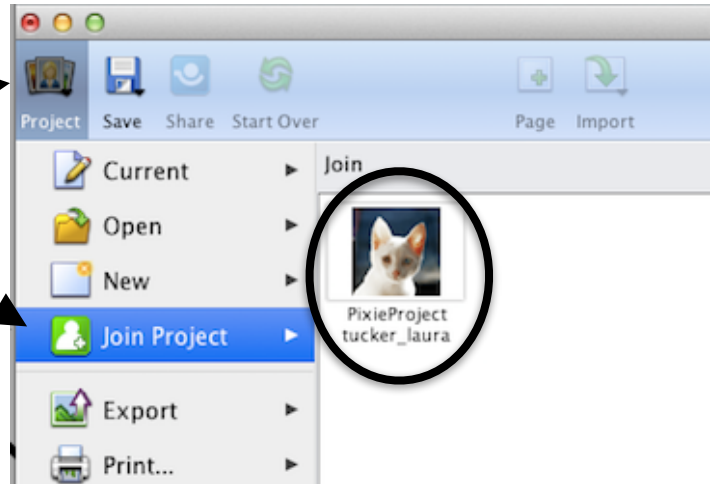 Project Save Share Start Over Page Import
Current
Join
Open
New
PixieProject
tucker_laura
Join Project
Export
Print...